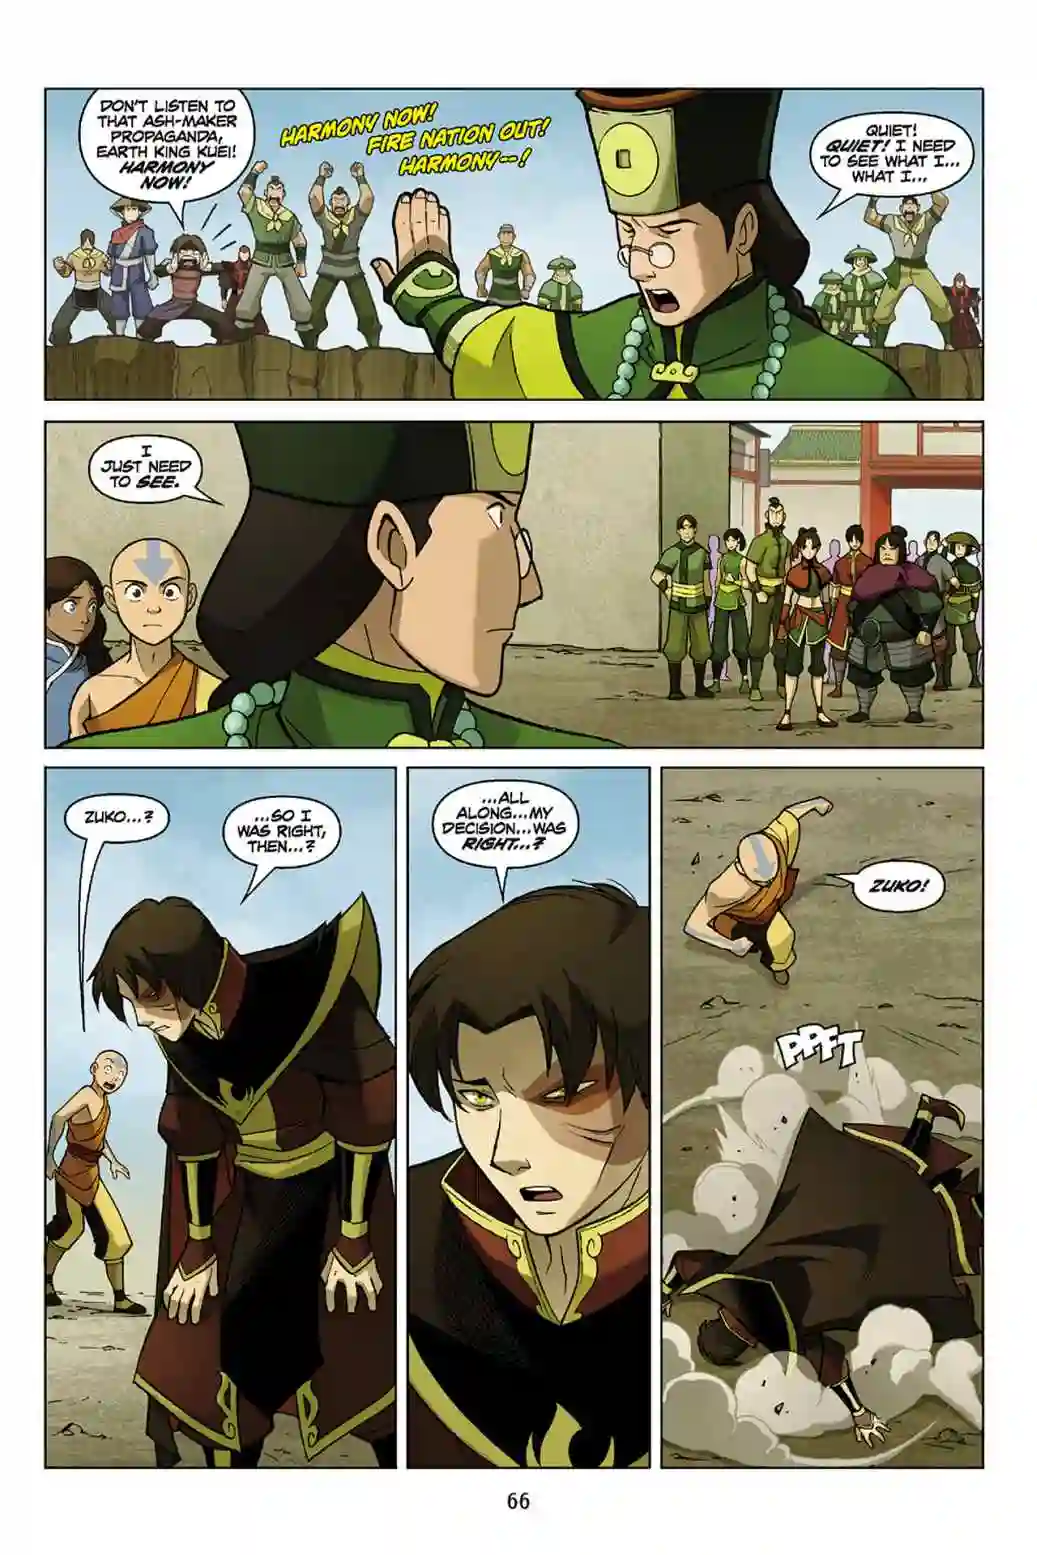 DON'T LISTEN TO
THAT ASH-MAKER
PROPAGANDA,
EARTH KING KUEI!
HARMONY
NOW!
HARMONY NOW!
FIRE NATION OUT!
HARMONY--!
QUIET!
QUIET! I NEED
TO SEE WHAT I...
WHAT I...
I
JUST NEED
TO SEE.
ZUKO...?
...SO I
WAS RIGHT,
THEN...?
...ALL
ALONG...MY
DECISION...WAS
RIGHT...?
ZUKO!
PPFT
66